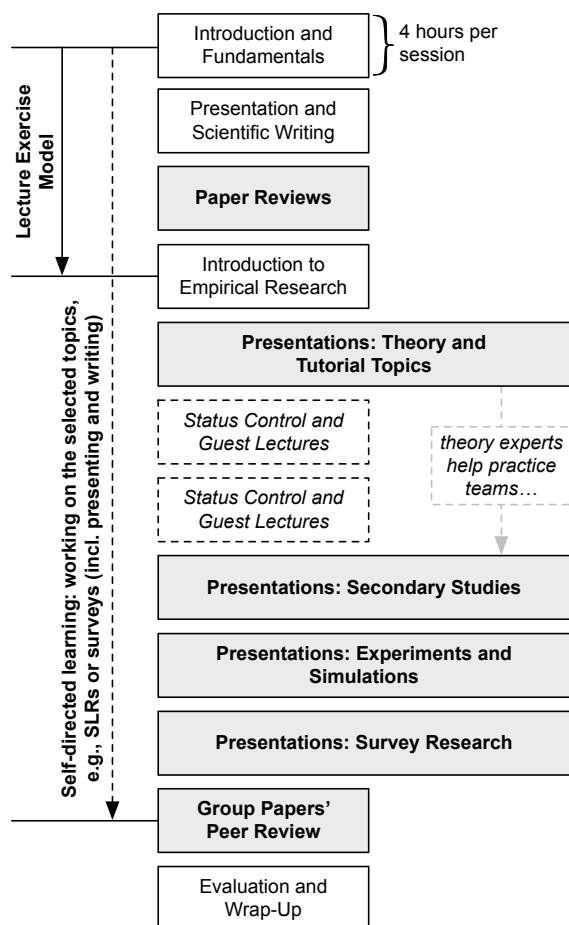 Introduction and
Fundamentals
4 hours per
session
Presentation and
Scientific Writing
Lecture Exercise
Model
Paper Reviews
Introduction to
Empirical Research
Self-directed learning: working on the selected topics,
e.g., SLRs or surveys (incl. presenting and writing)
Presentations: Theory and
Tutorial Topics
Status Control and
Guest Lectures
theory experts
help practice
teams…
Status Control and
Guest Lectures
Presentations: Secondary Studies
Presentations: Experiments and
Simulations
Presentations: Survey Research
Group Papers’
Peer Review
Evaluation and
Wrap-Up